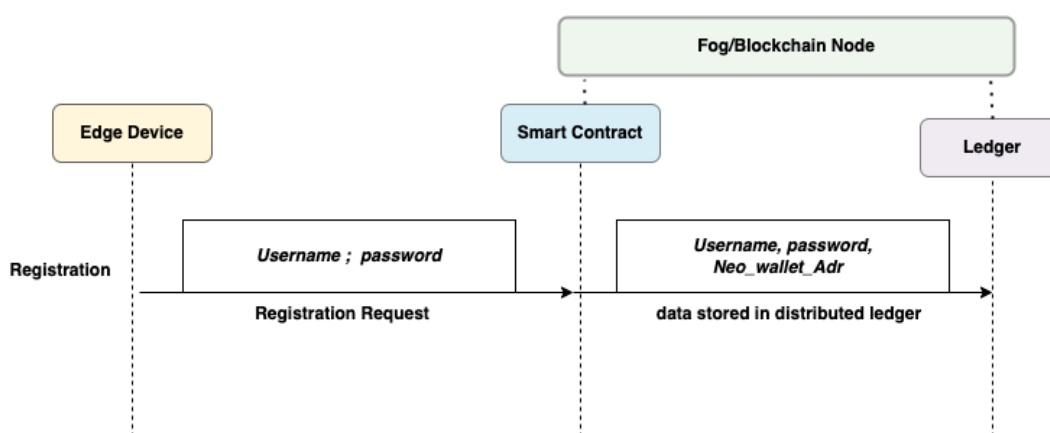 Fog/Blockchain Node
Edge Device
Smart Contract
Ledger
Registration
Username ; password
Registration Request
Username, password,
Neo_wallet_Adr
data stored in distributed ledger